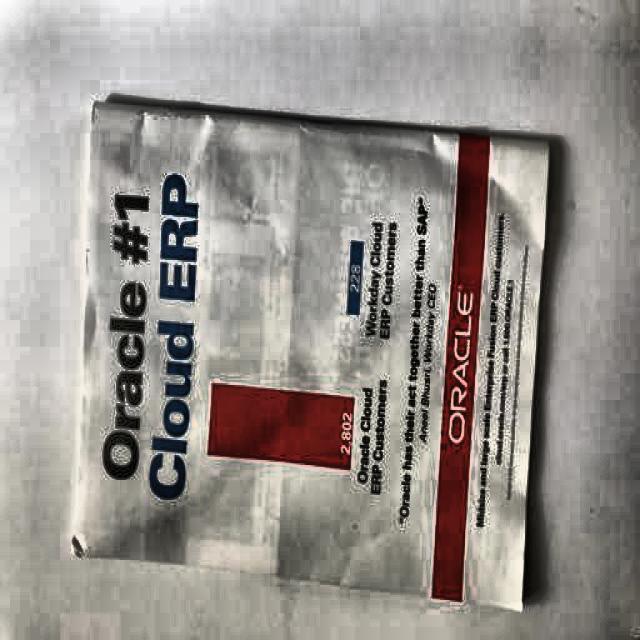 Oracle #1
Cloud ERP
2,802
228
Oracle Cloud
ERP Customers
Workday Cloud
ERP Customers
"Oracle has their act together better than SAP"
Aneel Bhusri, Workday CEO
ORACLE